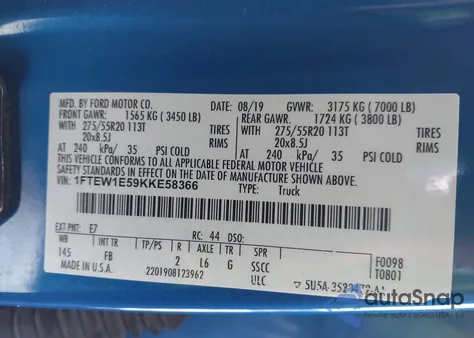 MFD. BY FORD MOTOR CO.
DATE: 08/19 GVWR: 3175 KG (7000 LB)
FRONT GAWR: 1565 KG (3450 LB) REAR GAWR: 1724 KG (3800 LB)
WITH 275/55R20 113T TIRES WITH 275/55R20 113T TIRES
20x8.5J RIMS 20x8.5J RIMS
AT 240 kPa/ 35 PSI COLD AT 240 kPa/ 35 PSI COLD
THIS VEHICLE CONFORMS TO ALL APPLICABLE FEDERAL MOTOR VEHICLE
SAFETY AND THEFT PREVENTION STANDARDS IN EFFECT ON THE DATE OF MANUFACTURE SHOWN ABOVE.
1FTEW1E59KKE58366 TYPE: Truck
EXT PNT: E7 RC: 44 DSO: F0098
WB INT TR TP/PS R AXLE TR SPR T0801
145 FB 2 L6 G SSCC
MADE IN U.S.A. 2201908123962 ULC
autoSnap